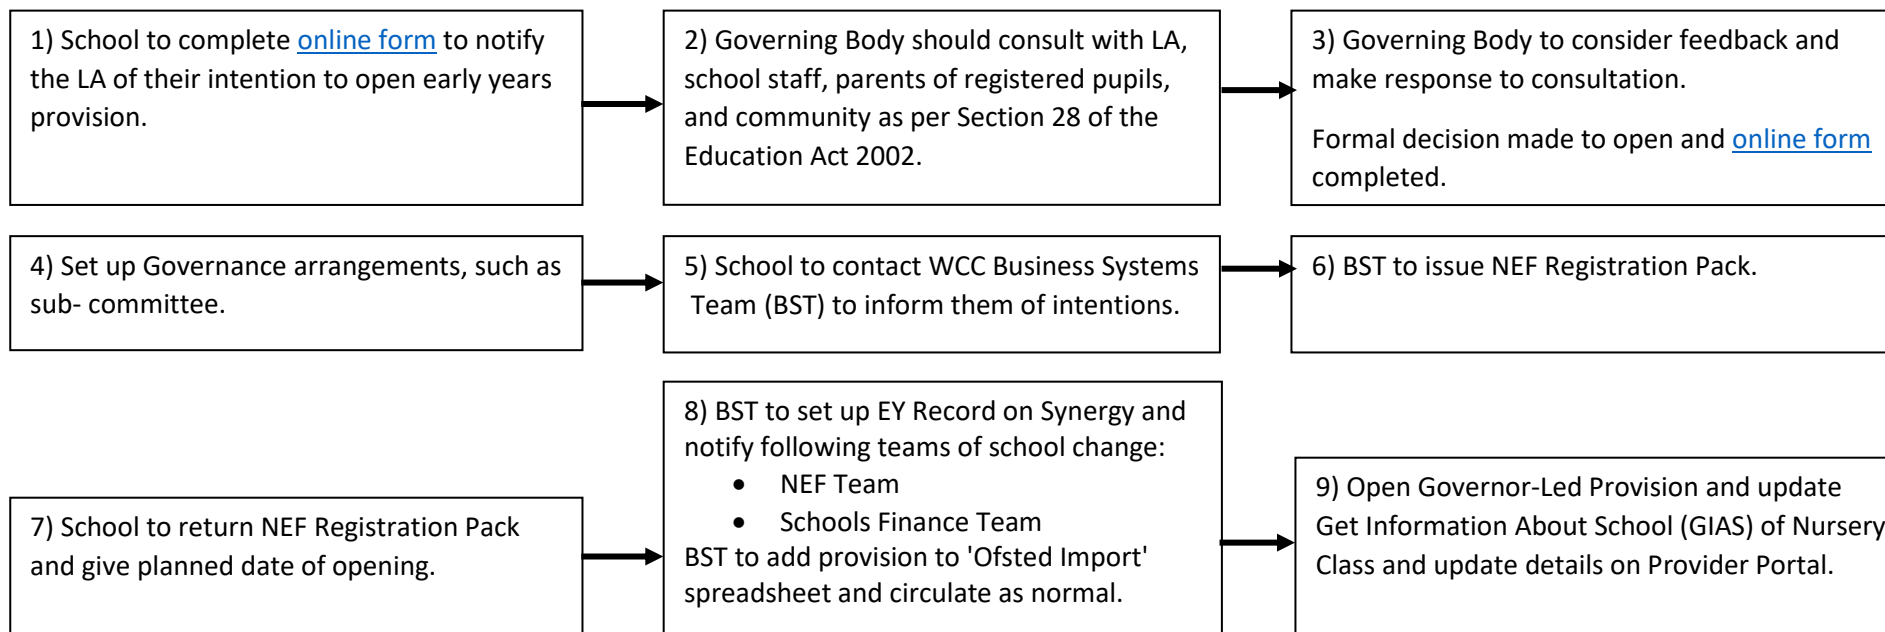 1) School to complete online form to notify
the LA of their intention to open early years
provision.
2) Governing Body should consult with LA,
school staff, parents of registered pupils,
and community as per Section 28 of the
Education Act 2002.
3) Governing Body to consider feedback and
make response to consultation.
Formal decision made to open and online form
completed.
4) Set up Governance arrangements, such as
sub- committee.
5) School to contact WCC Business Systems
Team (BST) to inform them of intentions.
6) BST to issue NEF Registration Pack.
7) School to return NEF Registration Pack
and give planned date of opening.
8) BST to set up EY Record on Synergy and
notify following teams of school change:
• NEF Team
• Schools Finance Team
BST to add provision to 'Ofsted Import'
spreadsheet and circulate as normal.
9) Open Governor-Led Provision and update
Get Information About School (GIAS) of Nursery
Class and update details on Provider Portal.